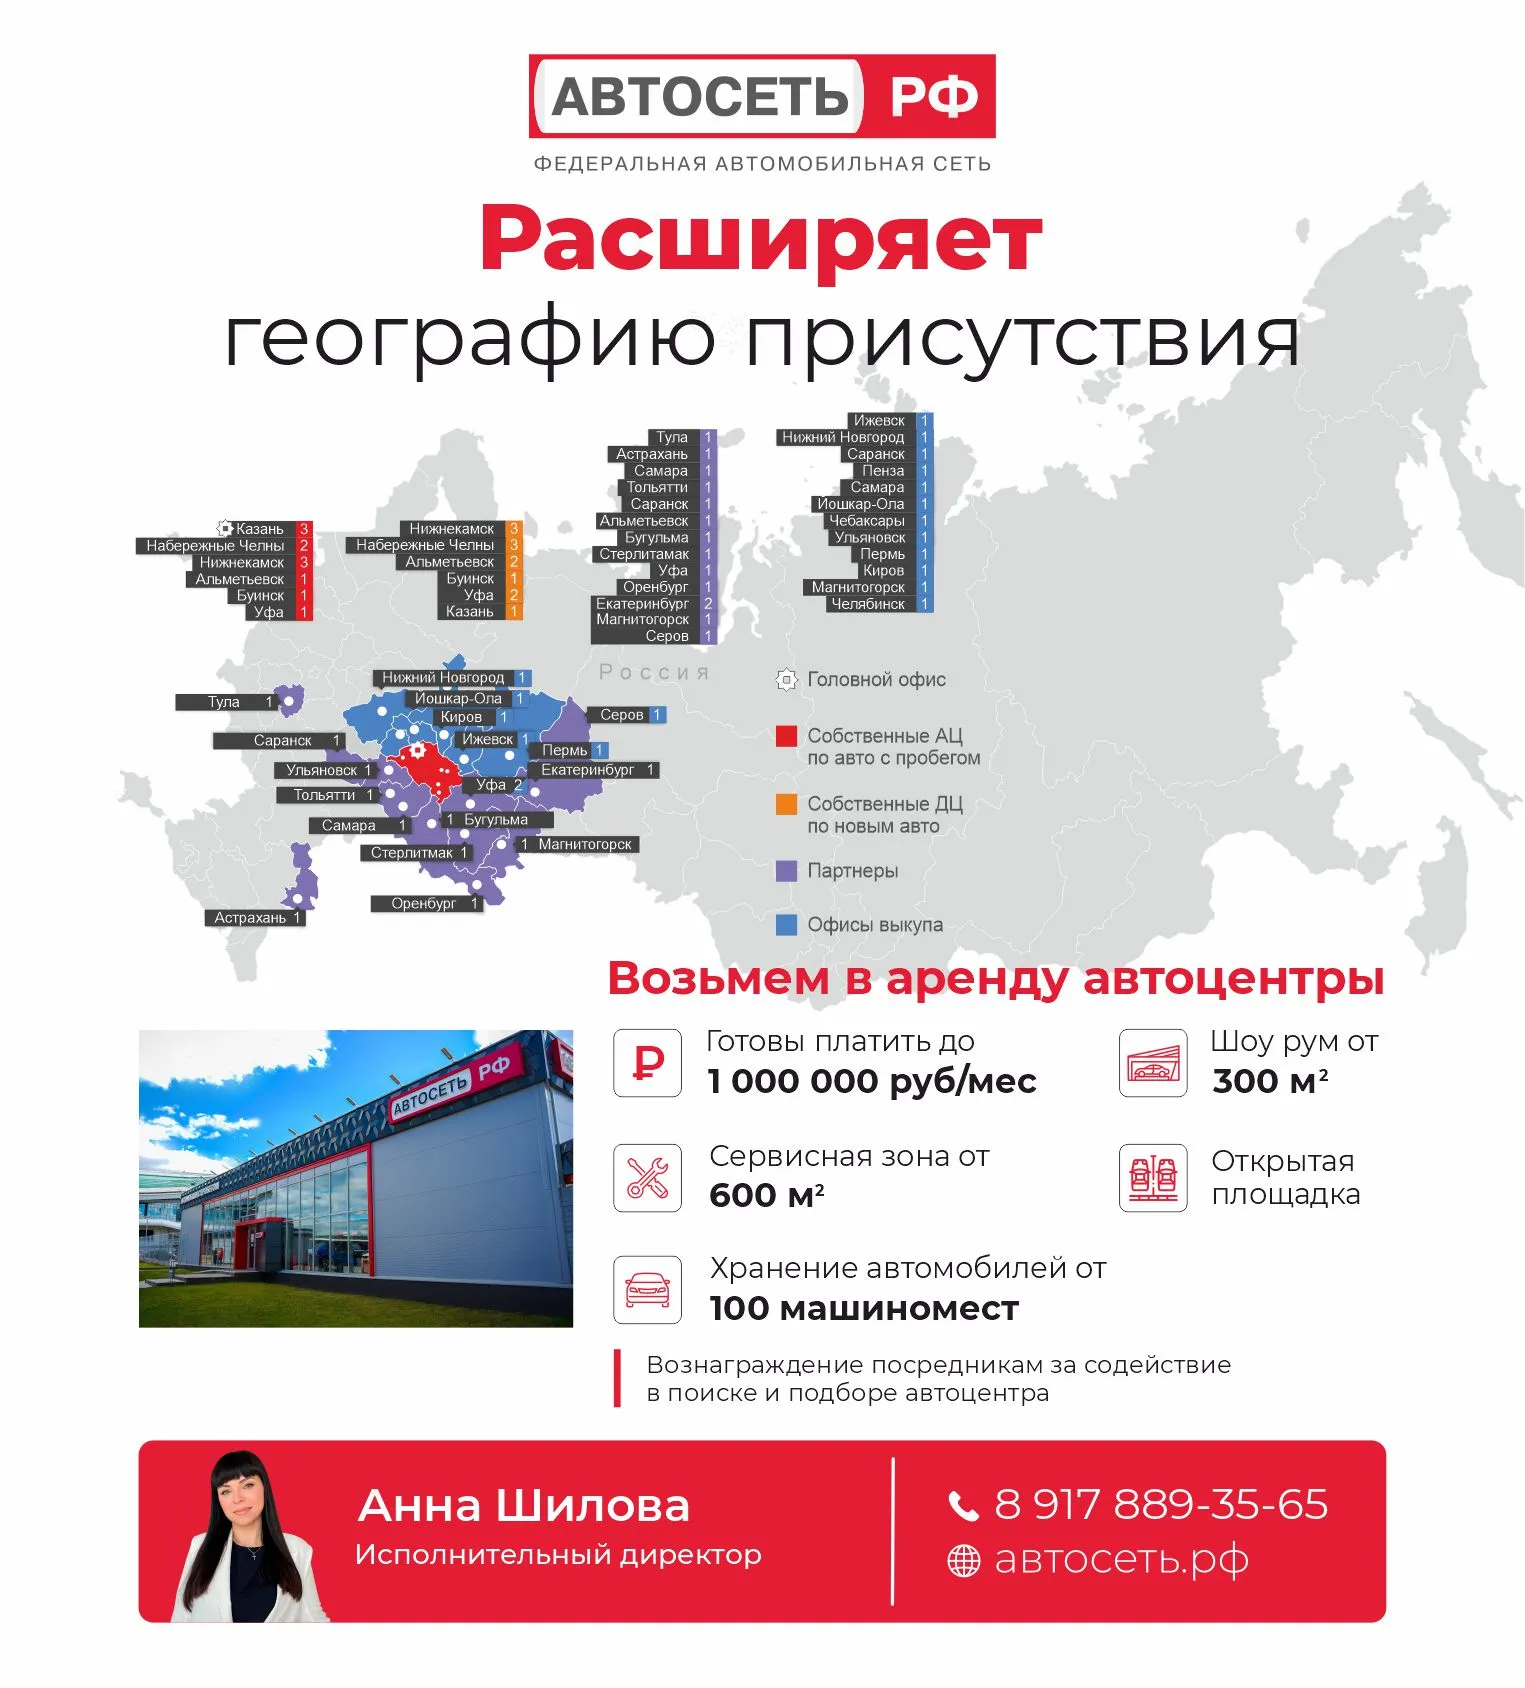 АВТОСЕТЬ РФ
ФЕДЕРАЛЬНАЯ АВТОМОБИЛЬНАЯ СЕТЬ
Расширяет
географию присутствия
Казань 3
Набережные Челны 2
Нижнекамск 3
Альметьевск 1
Буинск 1
Уфа 1
Нижнекамск 3
Набережные Челны 3
Альметьевск 2
Буинск 1
Уфа 2
Казань 1
Тула 1
Астрахань 1
Самара 1
Тольятти 1
Саранск 1
Альметьевск 1
Бугульма 1
Стерлитамак 1
Уфа 1
Оренбург 1
Екатеринбург 2
Магнитогорск 1
Серов 1
Ижевск 1
Нижний Новгород 1
Саранск 1
Пенза 1
Самара 1
Йошкар-Ола 1
Чебаксары 1
Ульяновск 1
Пермь 1
Киров 1
Магнитогорск 1
Челябинск 1
Россия
Нижний Новгород 1
Йошкар-Ола 1
Киров 1
Тула 1
Серов 1
Саранск 1
Ижевск 1
Пермь 1
Ульяновск 1
Екатеринбург 1
Уфа 2
Тольятти 1
Самара 1
1 Бугульма
Стерлитмак 1
1 Магнитогорск
Оренбург 1
Астрахань 1
Головной офис
Собственные АЦ
по авто с пробегом
Собственные ДЦ
по новым авто
Партнеры
Офисы выкупа
Возьмем в аренду автоцентры
АВТОСЕТЬ РФ
Готовы платить до
1 000 000 руб/мес
Шоу рум от
300 м²
Сервисная зона от
600 м²
Открытая
площадка
Хранение автомобилей от
100 машиномест
Вознаграждение посредникам за содействие
в поиске и подборе автоцентра
Анна Шилова
Исполнительный директор
8 917 889-35-65
автосеть.рф